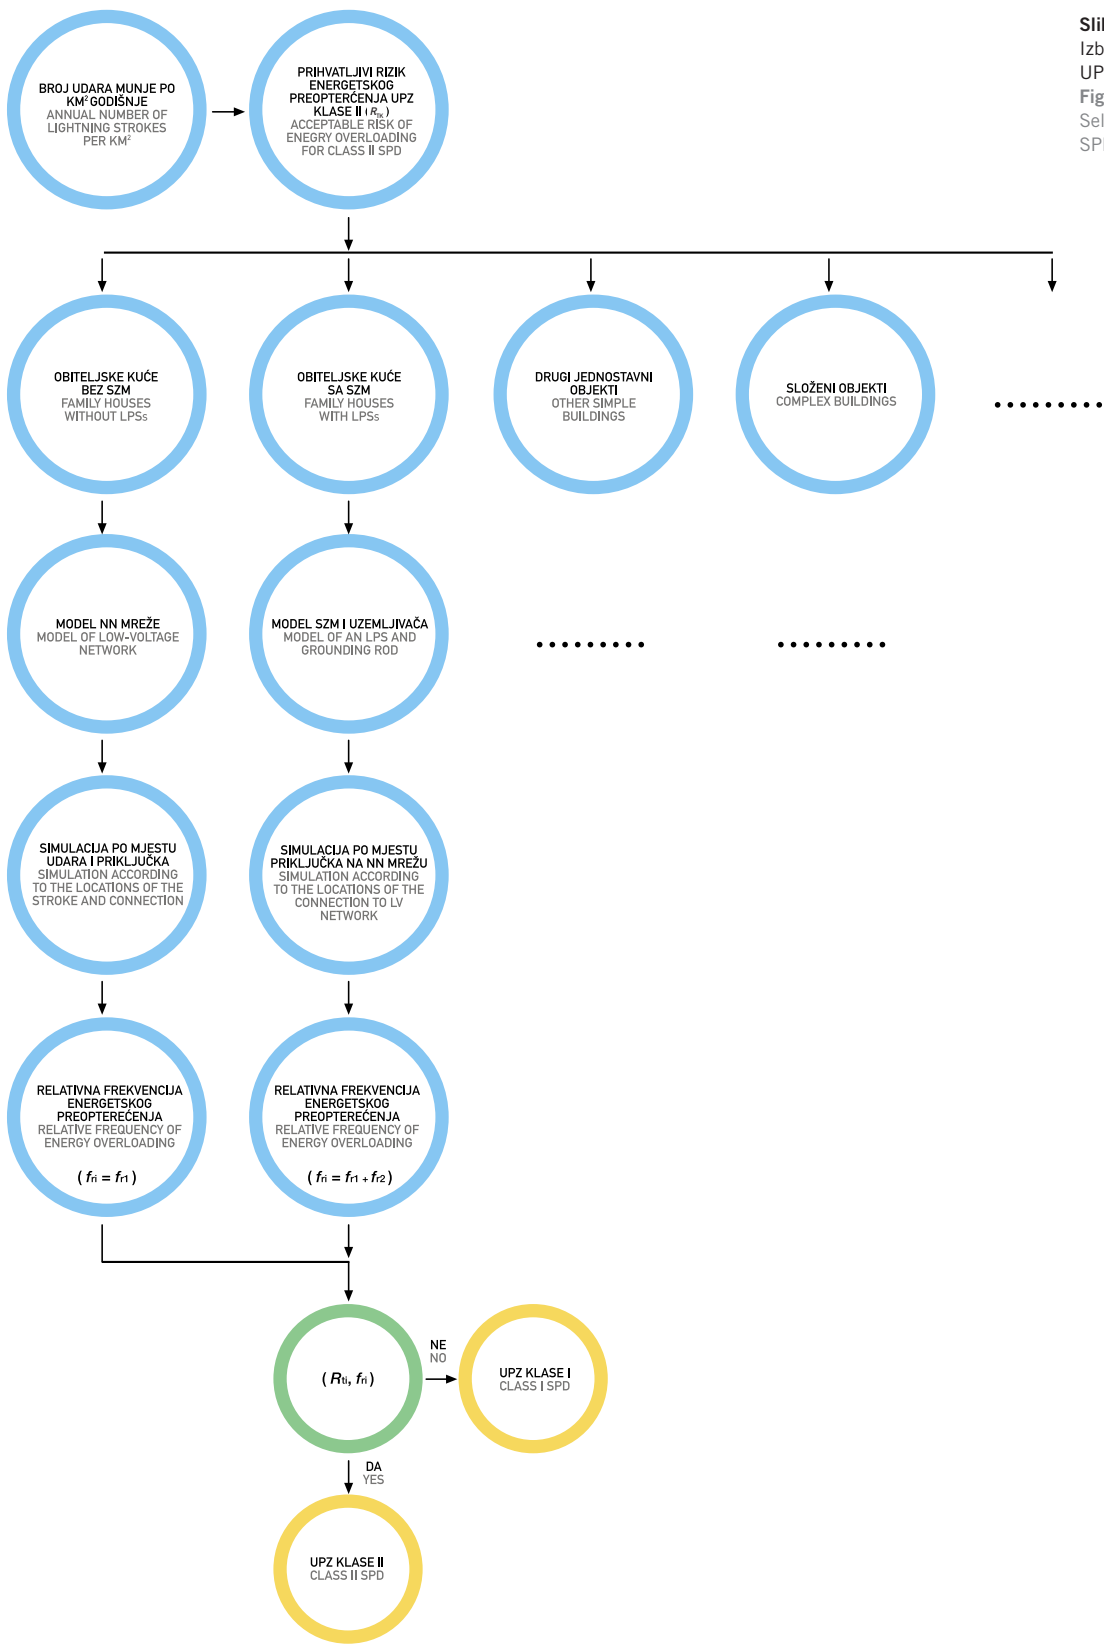 BROJ UDARA MUNJE PO
KM² GODIŠNJE
ANNUAL NUMBER OF
LIGHTNING STROKES
PER KM²
PRIHVATLJIVI RIZIK
ENERGETSKOG
PREOPTERĆENJA UPZ
KLASE II (
ACCEPTABLE RISK OF
ENEGRY OVERLOADING
FOR CLASS II SPD
Fig
OBITELJSKE KUĆE
BEZ SZM
FAMILY HOUSES
WITHOUT LPSs
OBITELJSKE KUĆE
SA SZM
FAMILY HOUSES
WITH LPSs
DRUGI JEDNOSTAVNI
OBJEKTI
OTHER SIMPLE
BUILDINGS
SLOŽENI OBJEKTI
COMPLEX BUILDINGS
MODEL NN MREŽE
MODEL OF LOW-VOLTAGE
NETWORK
MODEL SZM I UZEMLJIVAČA
MODEL OF AN LPS AND
GROUNDING ROD
SIMULACIJA PO MJESTU
UDARA I PRIKLJUČKA
SIMULATION ACCORDING
TO THE LOCATIONS OF THE
STROKE AND CONNECTION
SIMULACIJA PO MJESTU
PRIKLJUČKA NA NN MREŽU
SIMULATION ACCORDING
TO THE LOCATIONS OF THE
CONNECTION TO LV
NETWORK
RELATIVNA FREKVENCIJA
ENERGETSKOG
PREOPTEREĆENJA
RELATIVE FREQUENCY OF
ENERGY OVERLOADING
( fri = fr1 )
RELATIVNA FREKVENCIJA
ENERGETSKOG
PREOPTEREĆENJA
RELATIVE FREQUENCY OF
ENERGY OVERLOADING
( fri = fr1 + fr2 )
( Rti, fri )
NE
NO
UPZ KLASE I
CLASS I SPD
DA
YES
UPZ KLASE II
CLASS II SPD